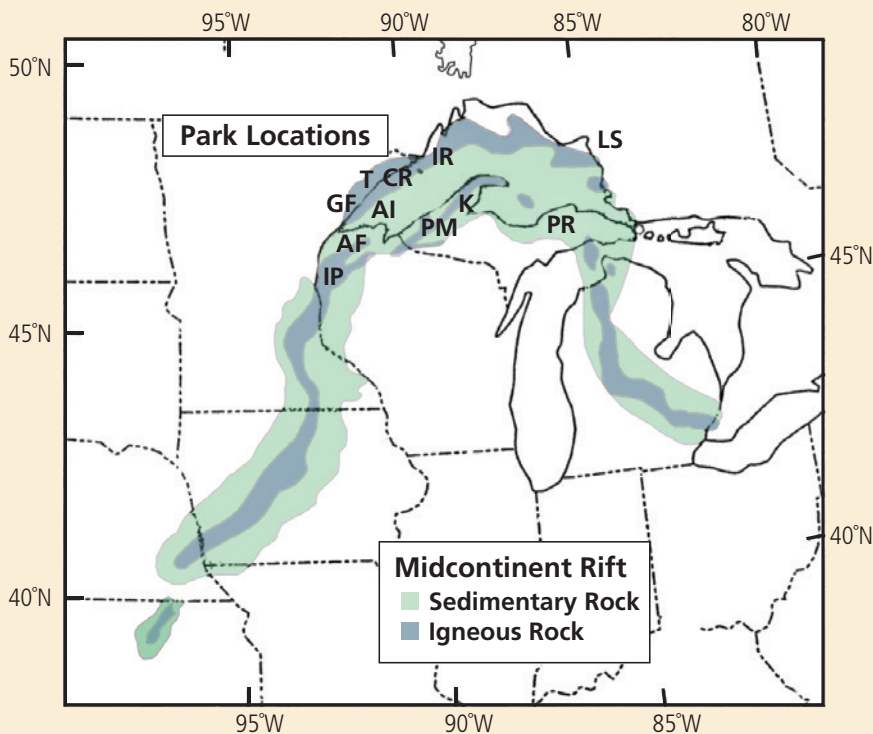 95°W 90°W 85°W 80°W
50°N
Park Locations
LS
IR
T CR
GF
AI
K
PM
PR
AF
IP
45°N
45°N
40°N
Midcontinent Rift
Sedimentary Rock
Igneous Rock
40°N
95°W 90°W 85°W